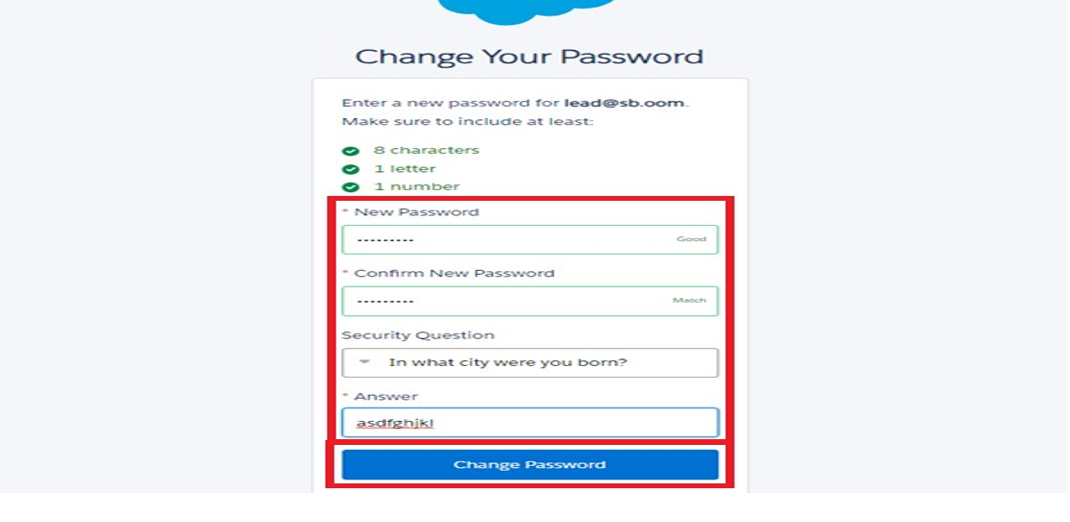 Change Your Password
Enter a new password for lead@sb.oom.
Make sure to include at least:
8 characters
1 letter
1 number
* New Password
••••••••• Good
* Confirm New Password
••••••••• Match
Security Question
In what city were you born?
* Answer
asdfghjkl
Change Password